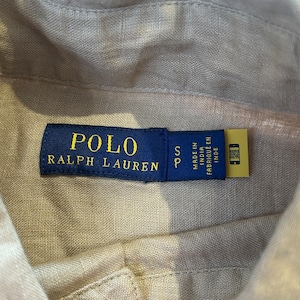 POLO
RALPH LAUREN
S
P
MADE IN
INDIA
FABRIQUÉ EN
INDE